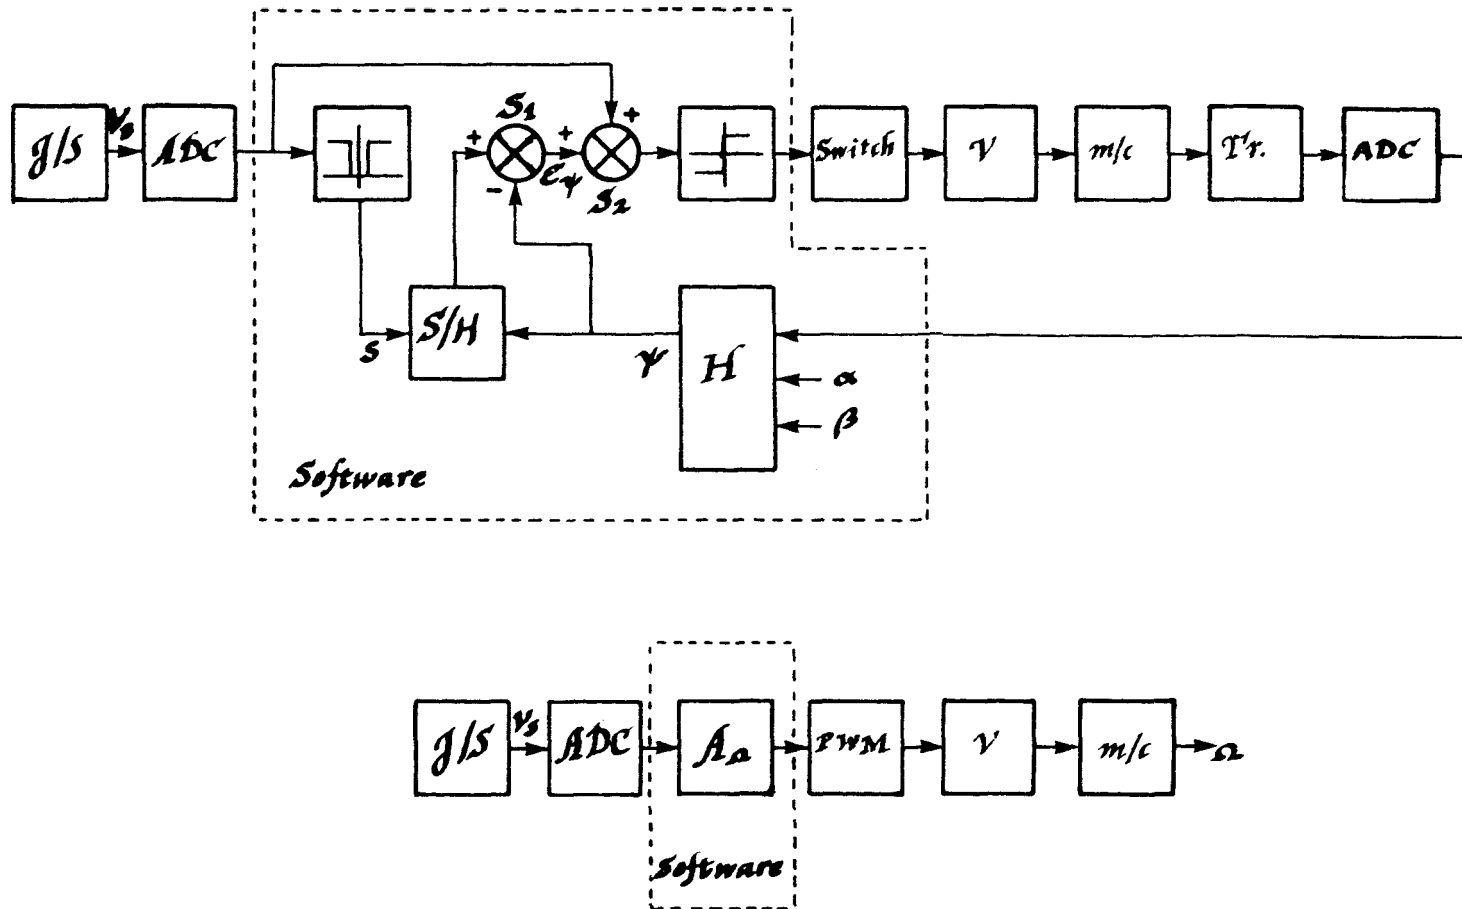 J/S
V_s
ADC
S_1
+
-
+
e_ψ
+
S_2
Switch
V
m/c
Tr.
ADC
S
S/H
ψ
H
α
β
Software
J/S
V_s
ADC
A_Ω
PWM
V
m/c
Ω
Software